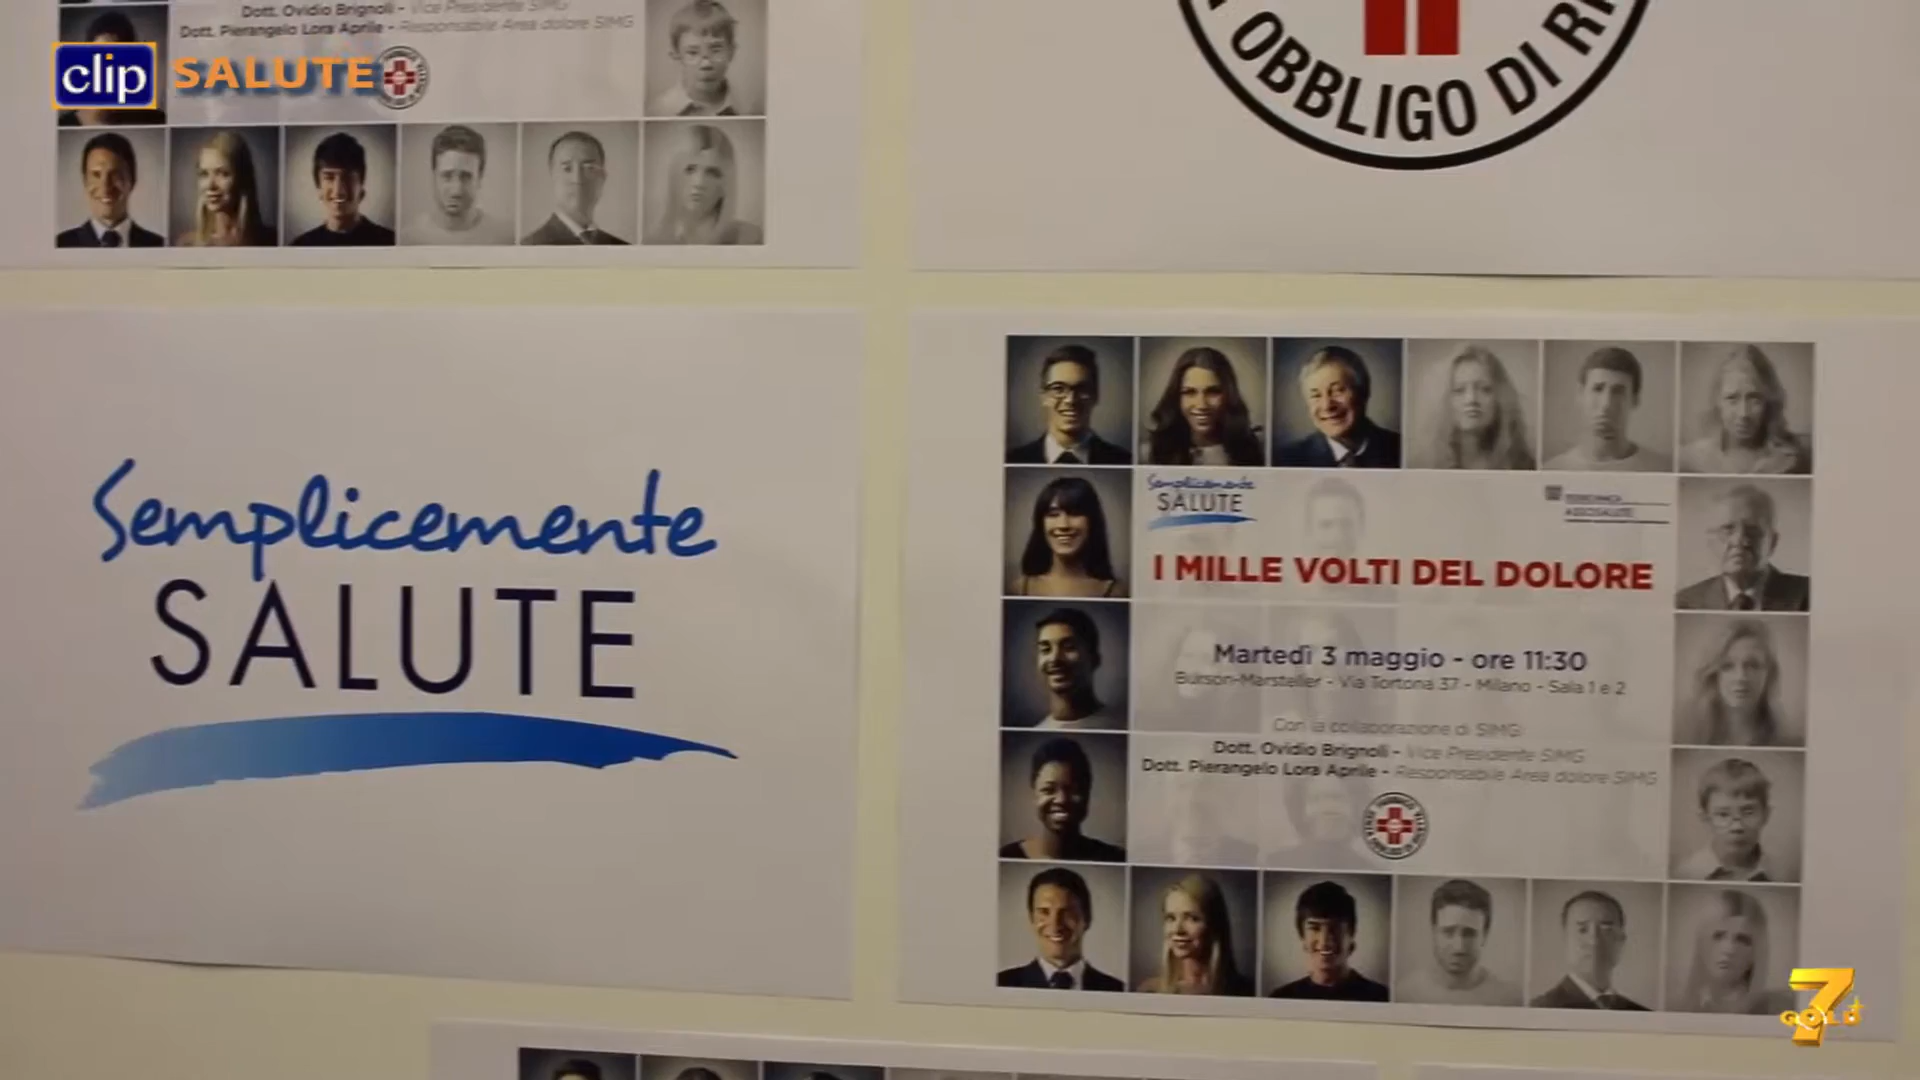 Dott. Ovidio Brignoli - Vice Presidente SIMG
Dott. Pierangelo Lora Aprile - Responsabile Area dolore SIMG
clip SALUTE
OBBLIGO DI
Semplicemente
SALUTE
Semplicemente
SALUTE
ASSOSALUTE
I MILLE VOLTI DEL DOLORE
Martedì 3 maggio - ore 11:30
Burson-Marsteller - Via Tortona 37 - Milano - Sala 1 e 2
Con la collaborazione di SIMG:
Dott. Ovidio Brignoli - Vice Presidente SIMG
Dott. Pierangelo Lora Aprile - Responsabile Area dolore SIMG
7
GOLD